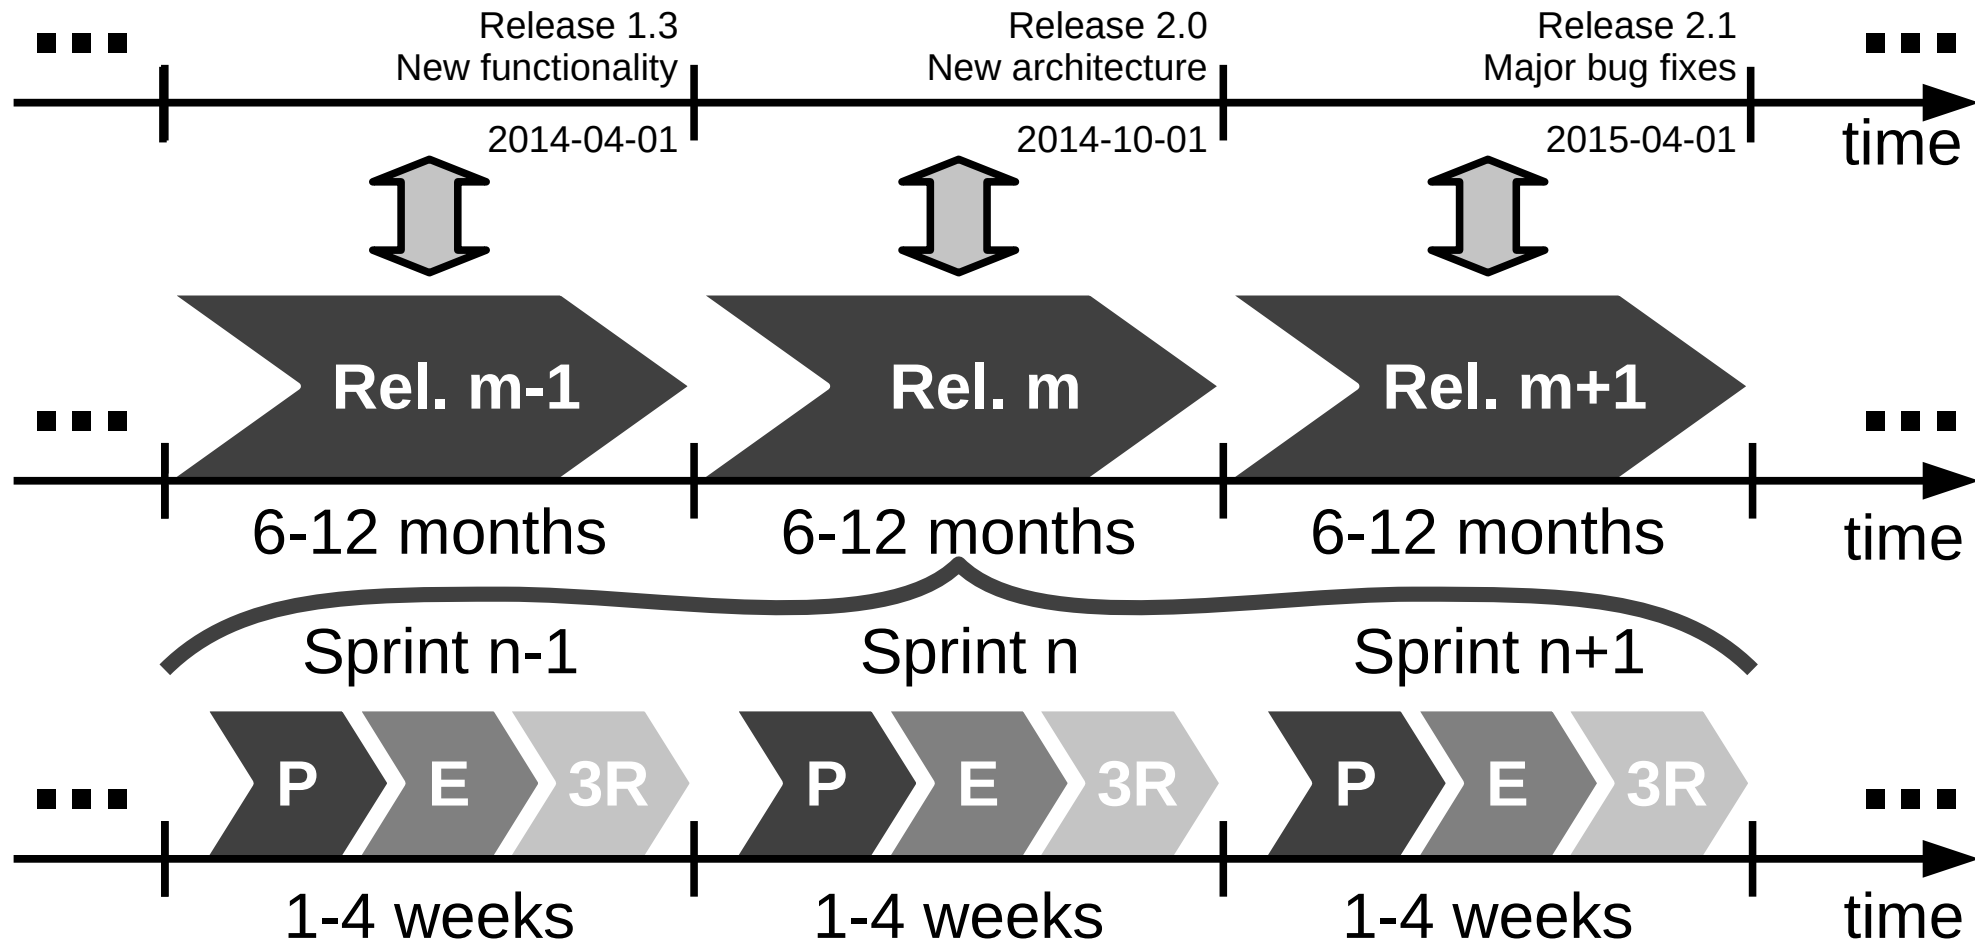 Release 1.3
New functionality
Release 2.0
New architecture
Release 2.1
Major bug fixes
2014-04-01
2014-10-01
2015-04-01
time
Rel. m-1
Rel. m
Rel. m+1
6-12 months
6-12 months
6-12 months
time
Sprint n-1
Sprint n
Sprint n+1
P
E
3R
P
E
3R
P
E
3R
1-4 weeks
1-4 weeks
1-4 weeks
time